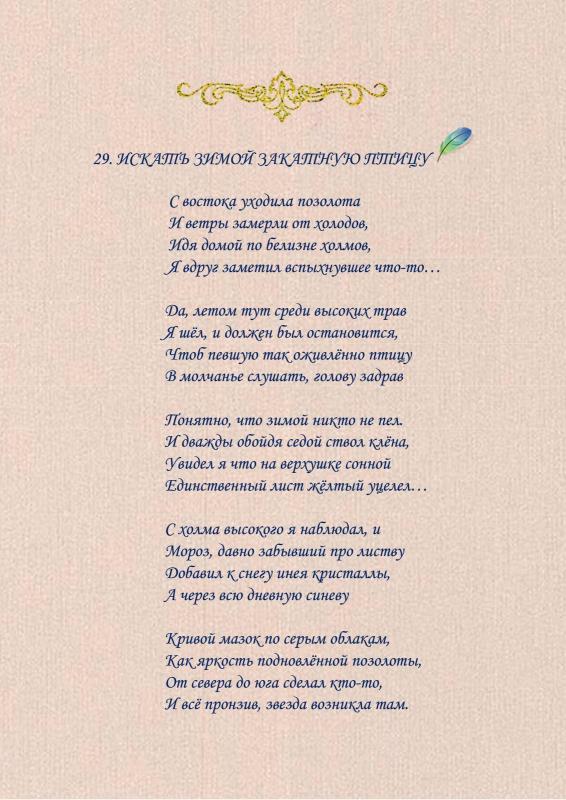 29. ИСКАТЬ ЗИМОЙ ЗАКАТНУЮ ПТИЦУ
С востока уходила позолота
И ветры замерли от холодов,
Идя домой по белизне холмов,
Я вдруг заметил вспыхнувшее что-то…
Да, летом тут среди высоких трав
Я шёл, и должен был остановится,
Чтоб певшую так оживлённо птицу
В молчанье слушать, голову задрав
Понятно, что зимой никто не пел.
И дважды обойдя седой ствол клёна,
Увидел я что на верхушке сонной
Единственный лист жёлтый уцелел…
С холма высокого я наблюдал, и
Мороз, давно забывший про листву
Добавил к снегу инея кристаллы,
А через всю дневную синеву
Кривой мазок по серым облакам,
Как яркость подновлённой позолоты,
От севера до юга сделал кто-то,
И всё пронзив, звезда возникла там.